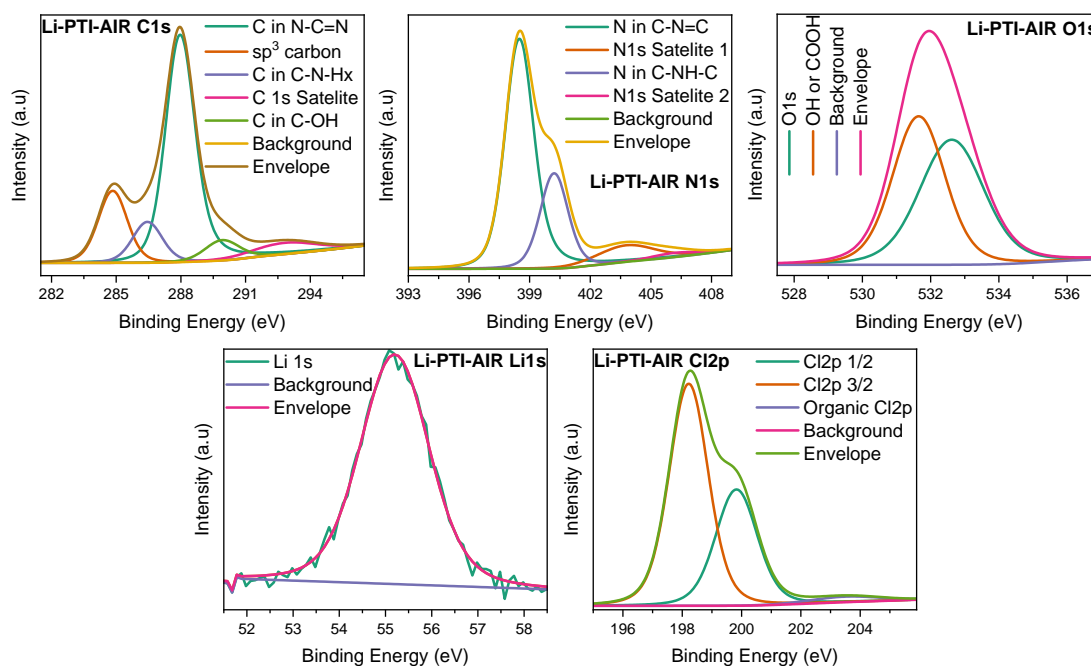 Li-PTI-AIR C1s
C in N-C=N
sp³ carbon
C in C-N-Hx
C 1s Satelite
C in C-OH
Background
Envelope
Intensity (a.u)
282 285 288 291 294
Binding Energy (eV)
N in C-N=C
N1s Satelite 1
N in C-NH-C
N1s Satelite 2
Background
Envelope
Li-PTI-AIR N1s
Intensity (a.u)
393 396 399 402 405 408
Binding Energy (eV)
Li-PTI-AIR O1s
O1s
OH or COOH
Background
Envelope
Intensity (a.u)
528 530 532 534 536
Binding Energy (eV)
Li-PTI-AIR Li1s
Li 1s
Background
Envelope
Intensity (a.u)
52 53 54 55 56 57 58
Binding Energy (eV)
Li-PTI-AIR Cl2p
Cl2p 1/2
Cl2p 3/2
Organic Cl2p
Background
Envelope
Intensity (a.u)
196 198 200 202 204
Binding Energy (eV)